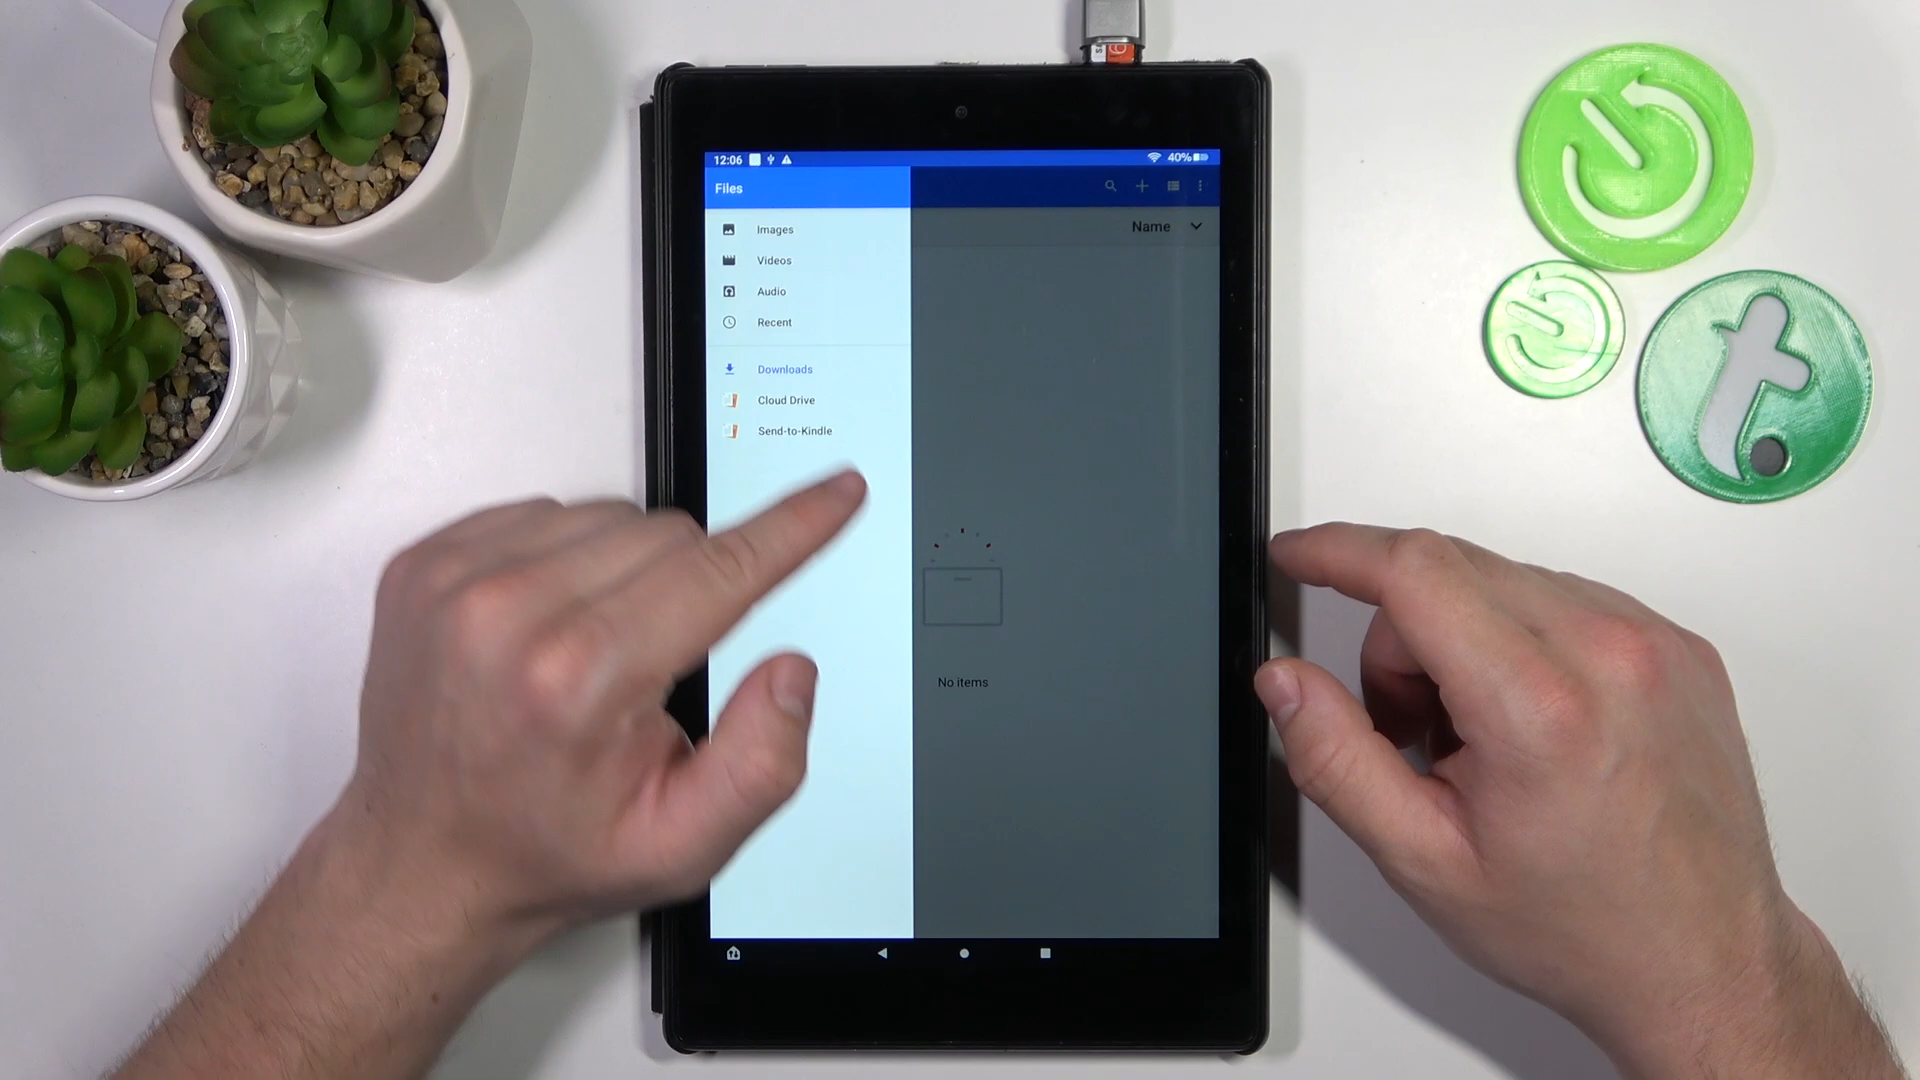 12:06
40%
Files
Images
Videos
Audio
Recent
Downloads
Cloud Drive
Send-to-Kindle
Name
No items